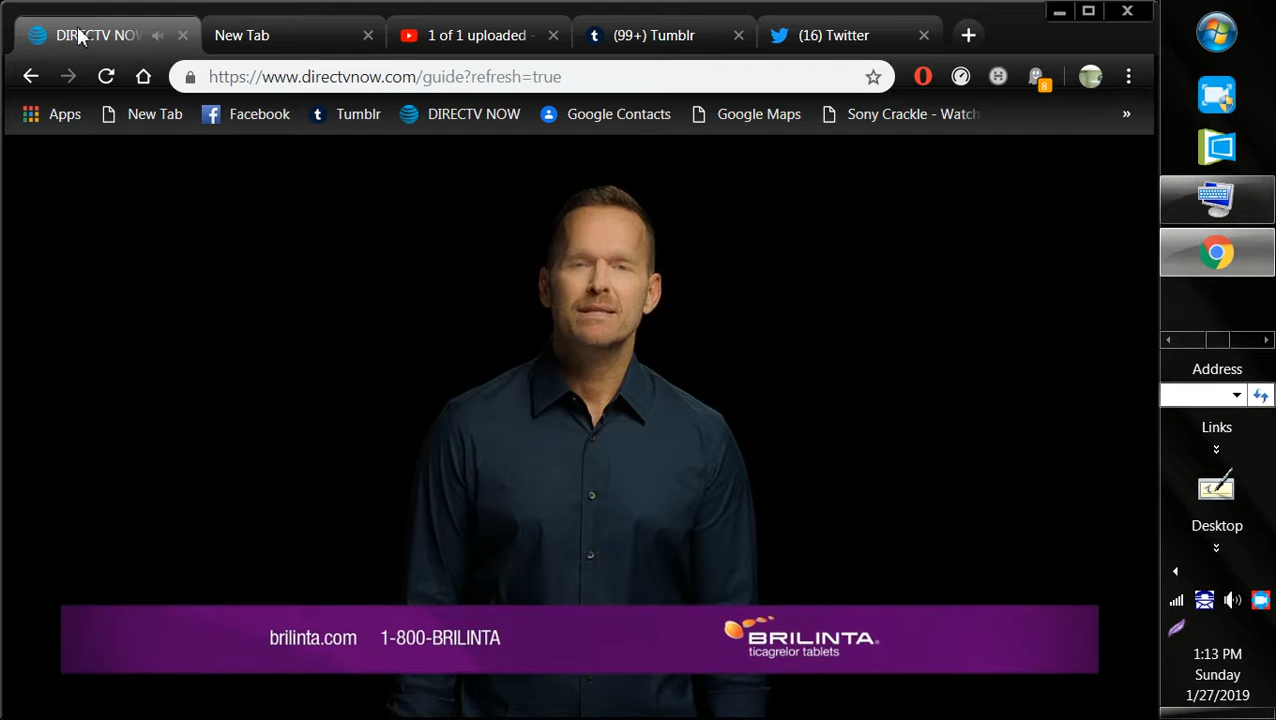 DIRECTV NOW
New Tab
1 of 1 uploaded -
(99+) Tumblr
(16) Twitter
https://www.directvnow.com/guide?refresh=true
8
Apps
New Tab
Facebook
Tumblr
DIRECTV NOW
Google Contacts
Google Maps
Sony Crackle - Watch
»
Address
Links
Desktop
brilinta.com 1-800-BRILINTA
BRILINTA
ticagrelor tablets
1:13 PM
Sunday
1/27/2019